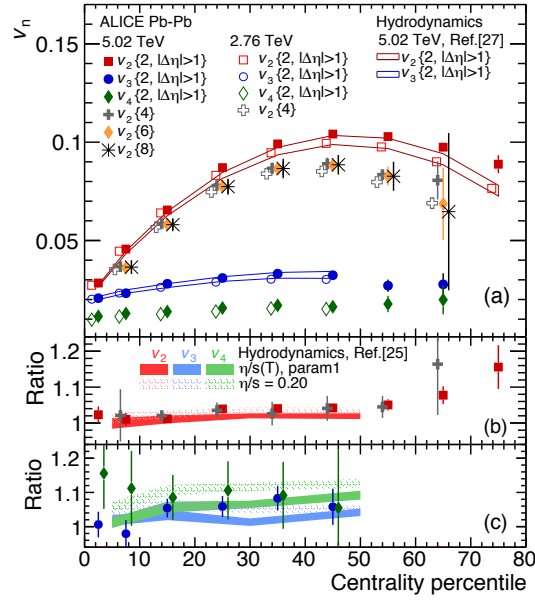 v_n
ALICE Pb-Pb
5.02 TeV
v_2{2, |Δη|>1}
v_3{2, |Δη|>1}
v_4{2, |Δη|>1}
v_2{4}
v_2{6}
v_2{8}
2.76 TeV
v_2{2, |Δη|>1}
v_3{2, |Δη|>1}
v_4{2, |Δη|>1}
v_2{4}
Hydrodynamics
5.02 TeV, Ref.[27]
v_2{2, |Δη|>1}
v_3{2, |Δη|>1}
0.15
0.1
0.05
(a)
Ratio
1.2
1.1
1
v_2 v_3 v_4 Hydrodynamics, Ref.[25]
η/s(T), param1
η/s = 0.20
(b)
Ratio
1.2
1.1
1
(c)
0 10 20 30 40 50 60 70 80
Centrality percentile